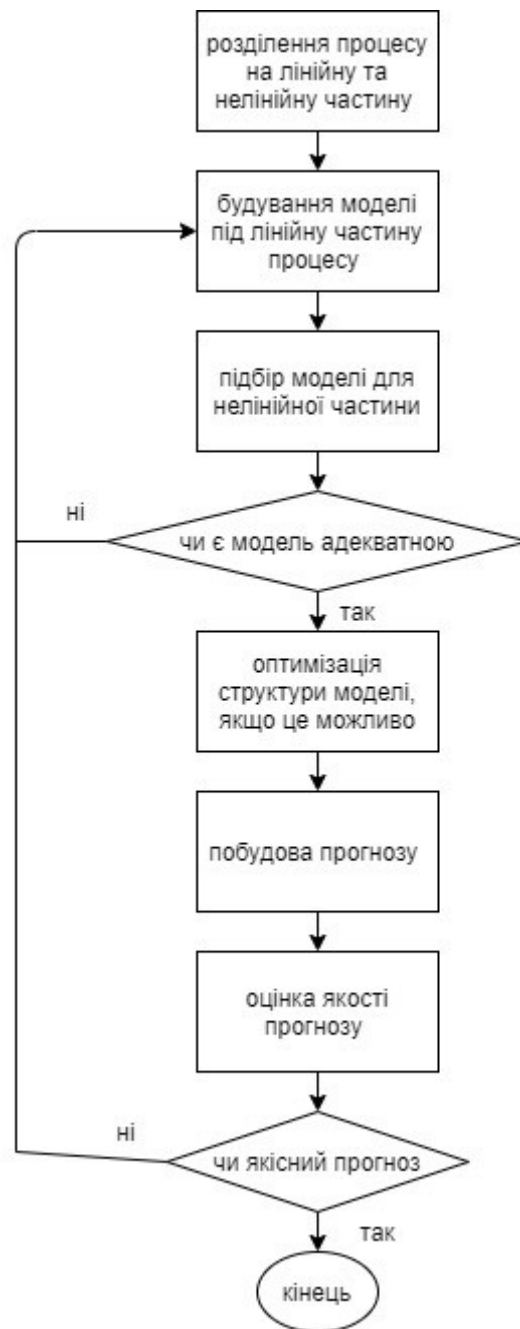 розділення процесу
на лінійну та
нелінійну частину
будування моделі
під лінійну частину
процесу
підбір моделі для
нелінійної частини
ні
чи є модель адекватною
так
оптимізація
структури моделі,
якщо це можливо
побудова прогнозу
оцінка якості
прогнозу
ні
чи якісний прогноз
так
кінець